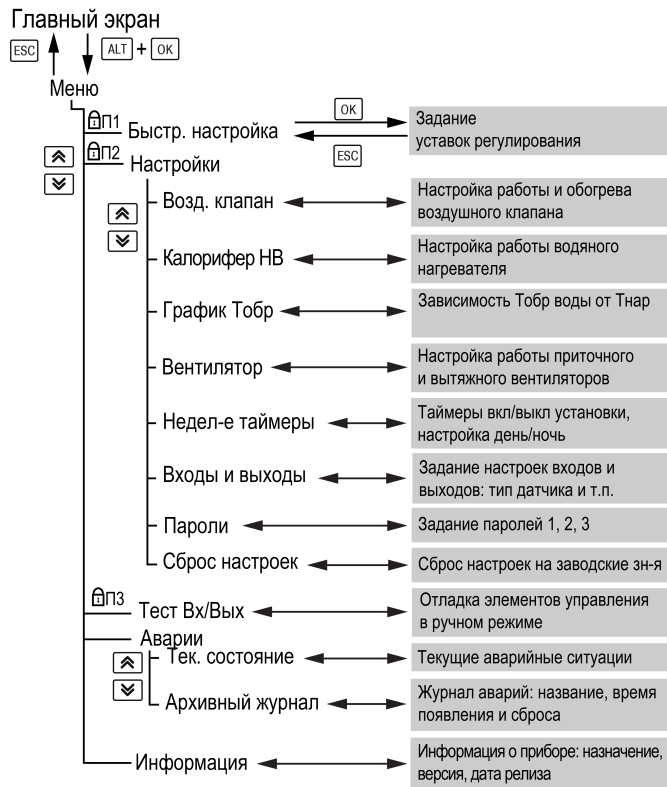 Главный экран
ESC ALT + OK
Меню
П1 Быстр. настройка OK ESC
Задание
уставок регулирования
П2 Настройки
Возд. клапан
Настройка работы и обогрева
воздушного клапана
Калорифер НВ
Настройка работы водяного
нагревателя
График Тобр
Зависимость Тобр воды от Тнар
Вентилятор
Настройка работы приточного
и вытяжного вентиляторов
Недел-е таймеры
Таймеры вкл/выкл установки,
настройка день/ночь
Входы и выходы
Задание настроек входов и
выходов: тип датчика и т.п.
Пароли
Задание паролей 1, 2, 3
Сброс настроек
Сброс настроек на заводские зн-я
П3 Тест Вх/Вых
Отладка элементов управления
в ручном режиме
Аварии
Тек. состояние
Текущие аварийные ситуации
Архивный журнал
Журнал аварий: название, время
появления и сброса
Информация
Информация о приборе: назначение,
версия, дата релиза